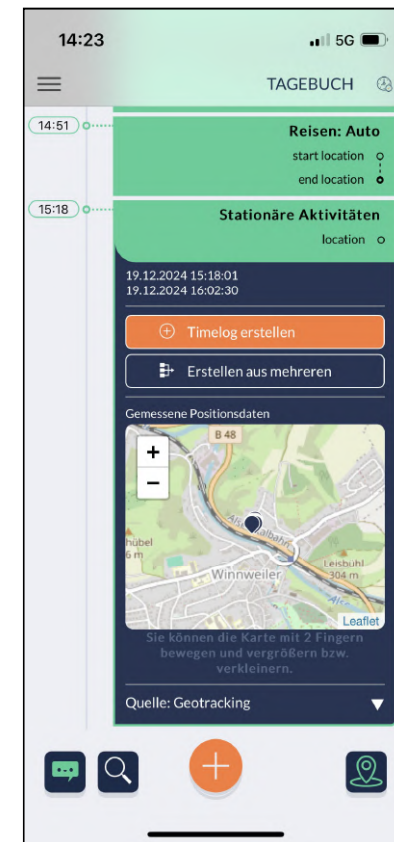 14:23
5G
TAGEBUCH
14:51
Reisen: Auto
start location
end location
15:18
Stationäre Aktivitäten
location
19.12.2024 15:18:01
19.12.2024 16:02:30
Timelog erstellen
Erstellen aus mehreren
Gemessene Positionsdaten
+
−
B 48
Winnweiler
Leisbühl
304 m
Leaflet
Sie können die Karte mit 2 Fingern
bewegen und vergrößern bzw.
verkleinern.
Quelle: Geotracking